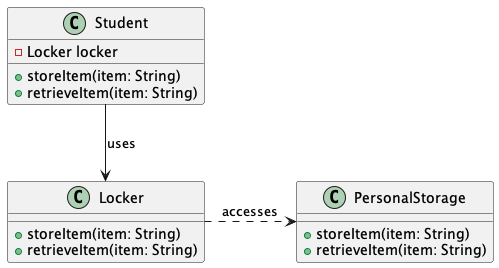 C Student
Locker locker
storeItem(item: String)
retrieveItem(item: String)
uses
C Locker
storeItem(item: String)
retrieveItem(item: String)
accesses
C PersonalStorage
storeItem(item: String)
retrieveItem(item: String)